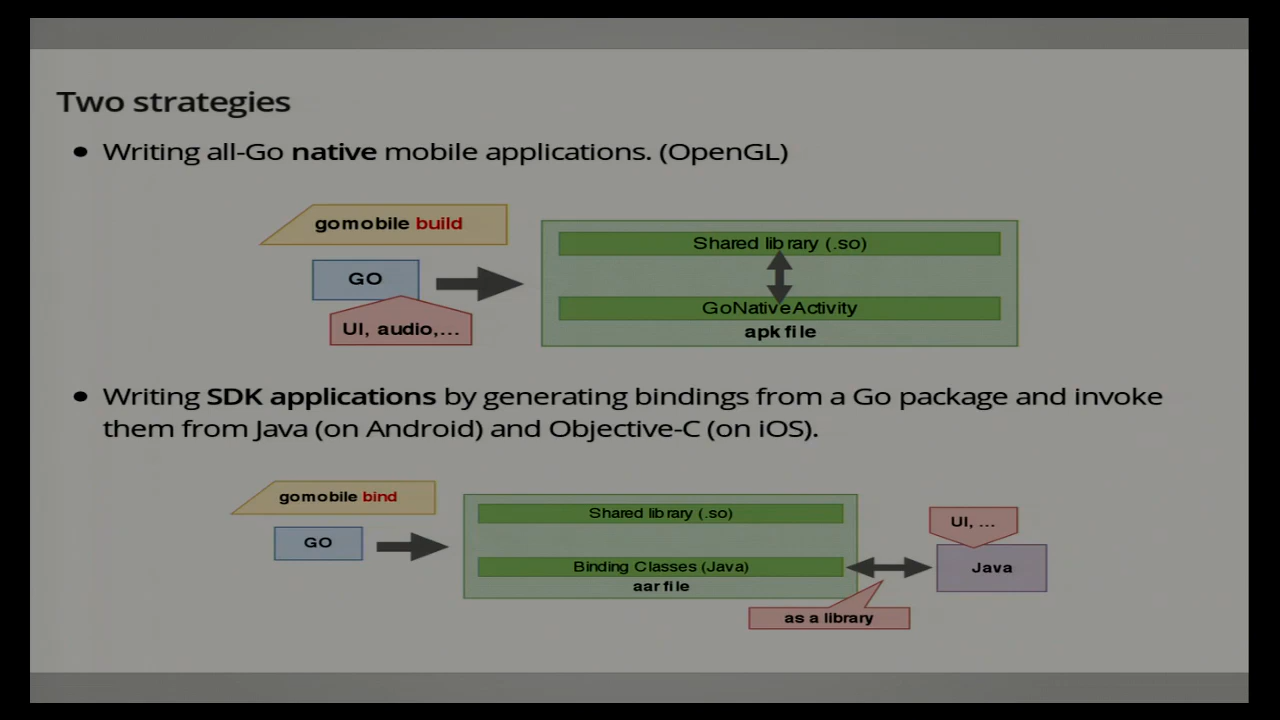 Two strategies
● Writing all-Go native mobile applications. (OpenGL)
gomobile build
GO
UI, audio,...
Shared library (.so)
GoNativeActivity
apk file
● Writing SDK applications by generating bindings from a Go package and invoke
them from Java (on Android) and Objective-C (on iOS).
gomobile bind
GO
Shared library (.so)
Binding Classes (Java)
aar file
UI, ...
Java
as a library